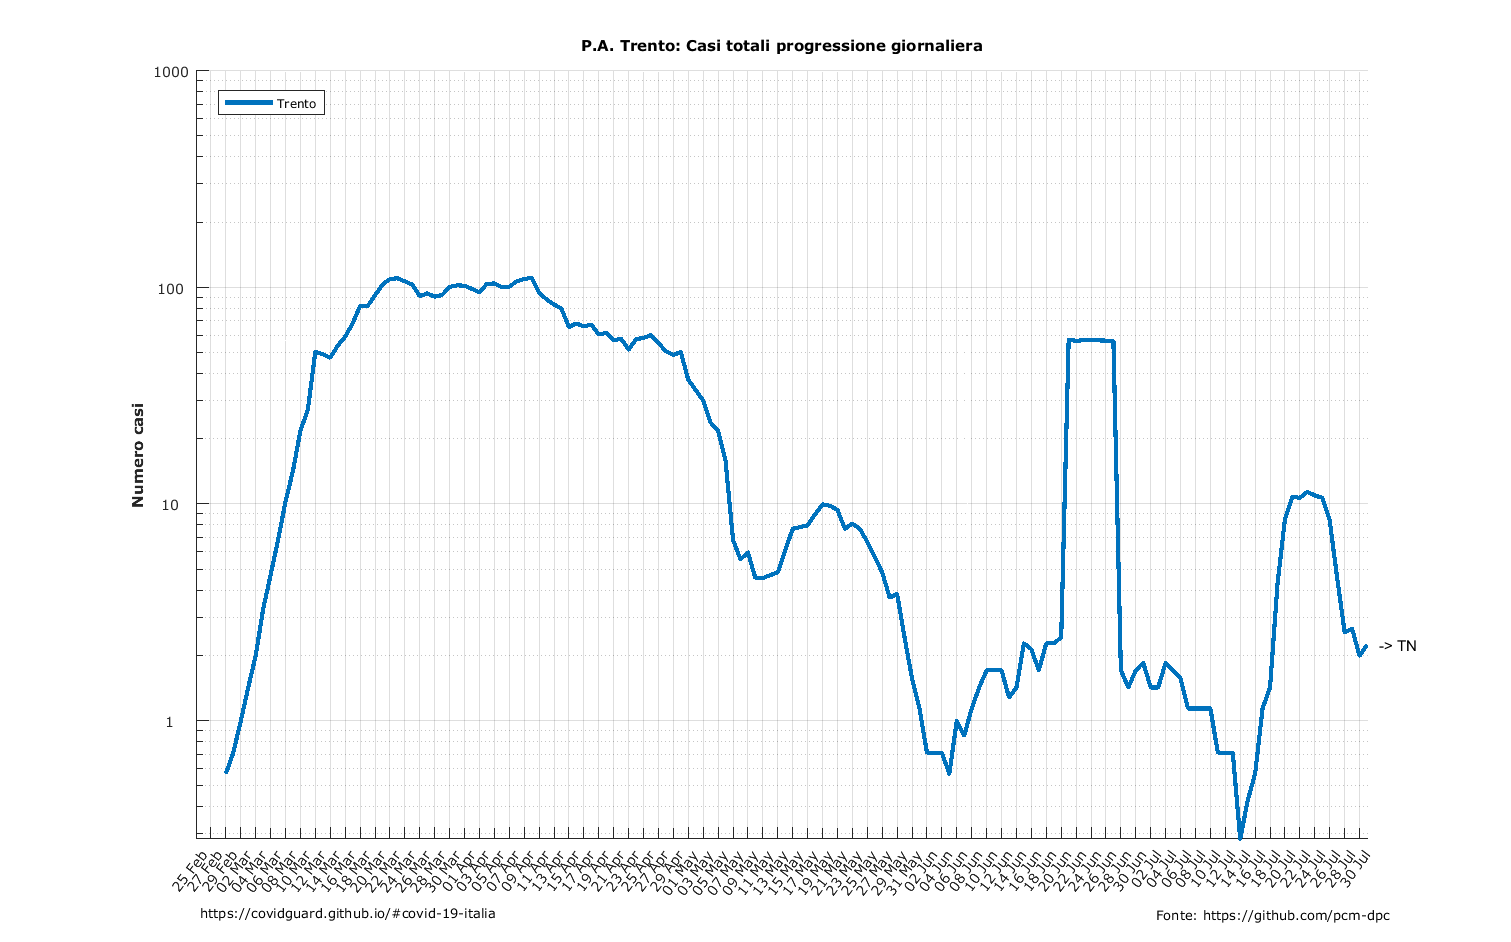 P.A. Trento: Casi totali progressione giornaliera
1000
Trento
100
Numero casi
10
-> TN
1
25 Feb
27 Feb
29 Feb
02 Mar
04 Mar
06 Mar
08 Mar
10 Mar
12 Mar
14 Mar
16 Mar
18 Mar
20 Mar
22 Mar
24 Mar
26 Mar
28 Mar
30 Mar
01 Apr
03 Apr
05 Apr
07 Apr
09 Apr
11 Apr
13 Apr
15 Apr
17 Apr
19 Apr
21 Apr
23 Apr
25 Apr
27 Apr
29 Apr
01 May
03 May
05 May
07 May
09 May
11 May
13 May
15 May
17 May
19 May
21 May
23 May
25 May
27 May
29 May
31 May
02 Jun
04 Jun
06 Jun
08 Jun
10 Jun
12 Jun
14 Jun
16 Jun
18 Jun
20 Jun
22 Jun
24 Jun
26 Jun
28 Jun
30 Jun
02 Jul
04 Jul
06 Jul
08 Jul
10 Jul
12 Jul
14 Jul
16 Jul
18 Jul
20 Jul
22 Jul
24 Jul
26 Jul
28 Jul
30 Jul
https://covidguard.github.io/#covid-19-italia
Fonte: https://github.com/pcm-dpc